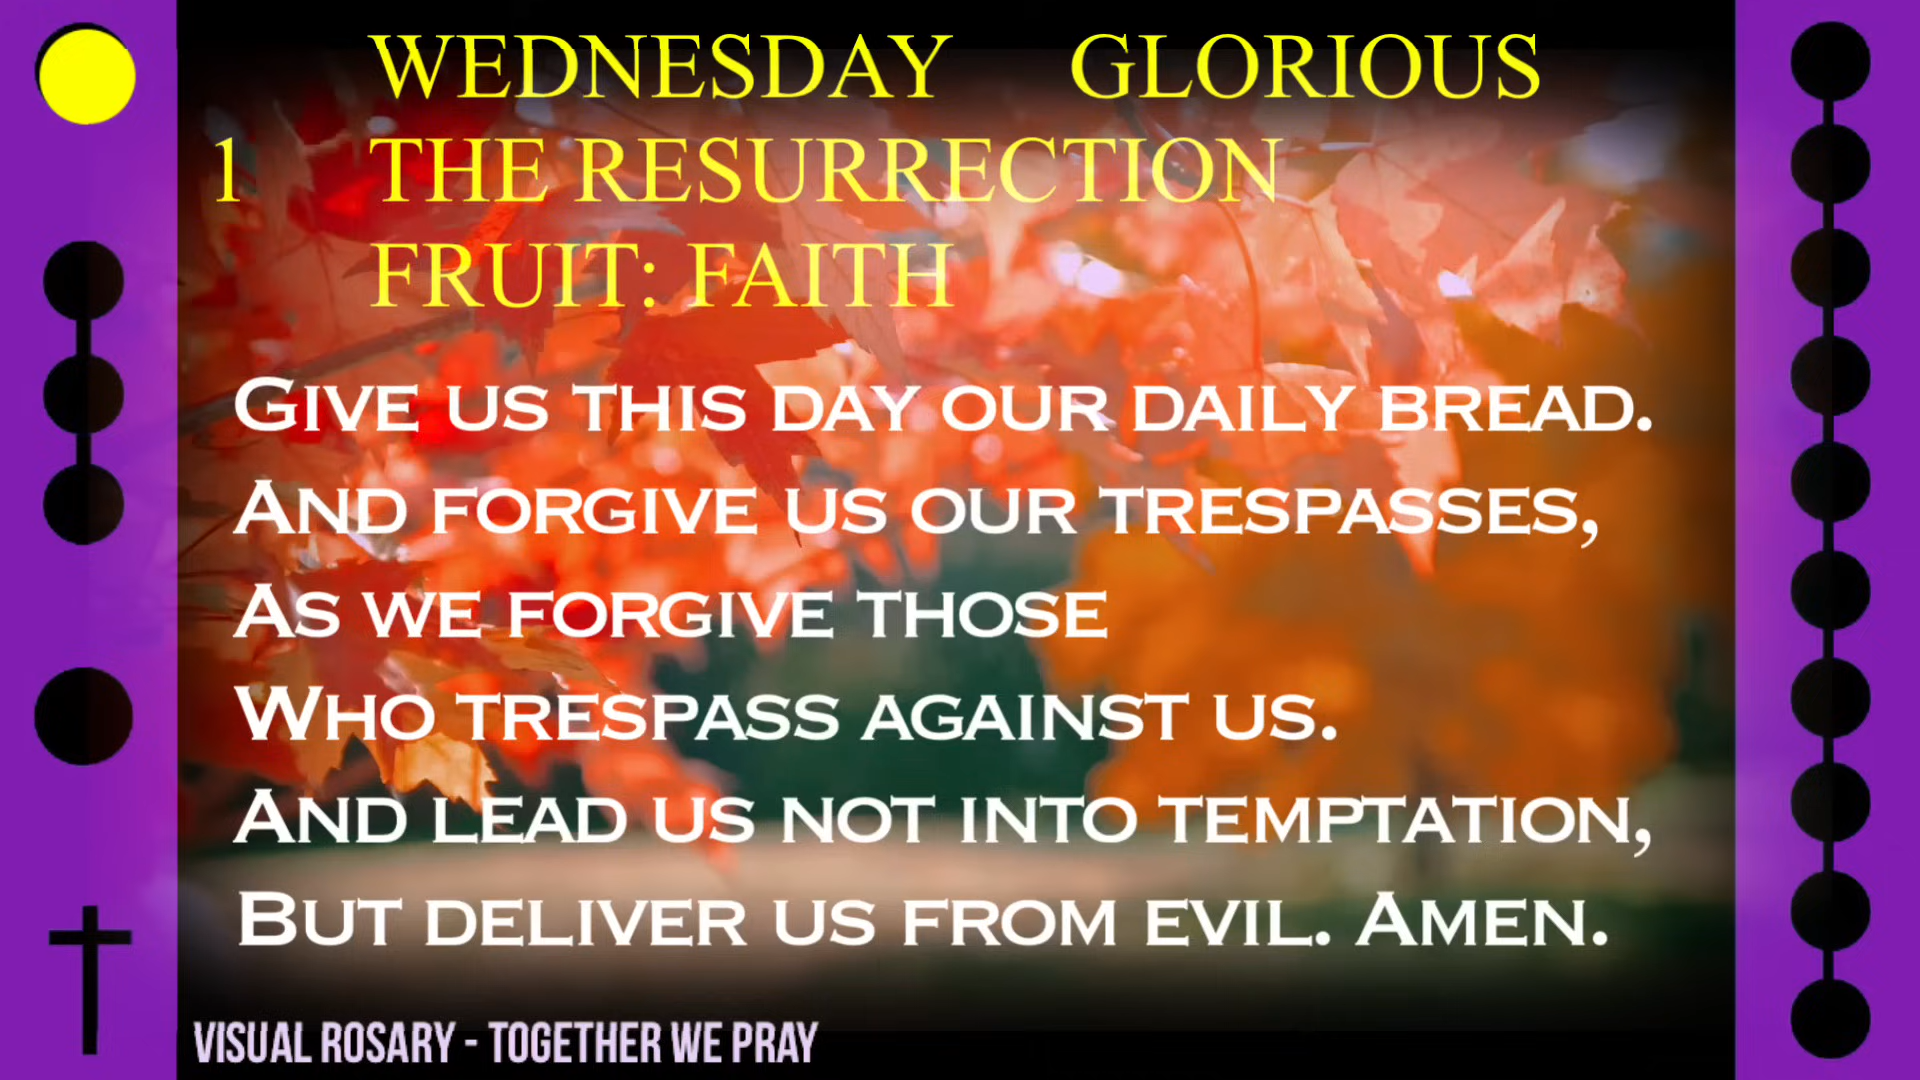 WEDNESDAY GLORIOUS
1 THE RESURRECTION
FRUIT: FAITH
GIVE US THIS DAY OUR DAILY BREAD.
AND FORGIVE US OUR TRESPASSES,
AS WE FORGIVE THOSE
WHO TRESPASS AGAINST US.
AND LEAD US NOT INTO TEMPTATION,
BUT DELIVER US FROM EVIL. AMEN.
VISUAL ROSARY - TOGETHER WE PRAY